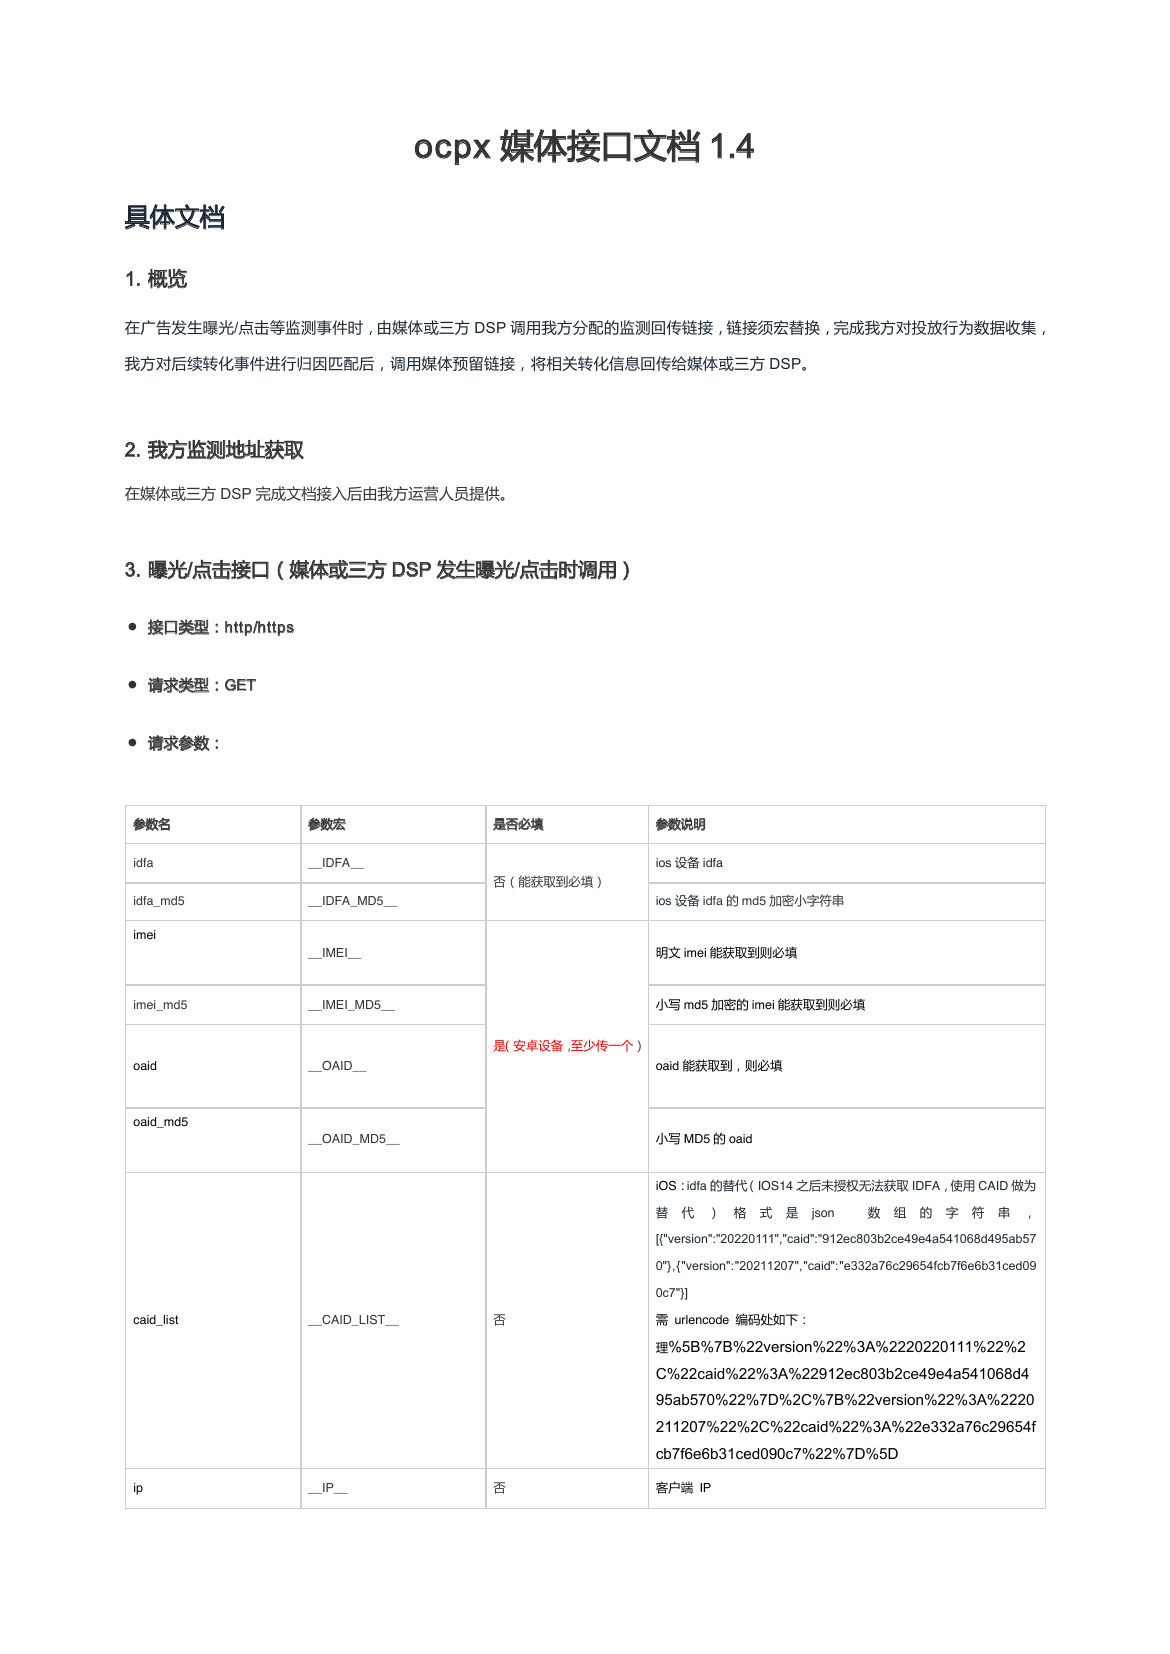 ocpx 媒体接口文档 1.4
具体文档
1. 概览
在广告发生曝光/点击等监测事件时，由媒体或三方 DSP 调用我方分配的监测回传链接，链接须宏替换，完成我方对投放行为数据收集，
我方对后续转化事件进行归因匹配后，调用媒体预留链接，将相关转化信息回传给媒体或三方 DSP。
2. 我方监测地址获取
在媒体或三方 DSP 完成文档接入后由我方运营人员提供。
3. 曝光/点击接口（媒体或三方 DSP 发生曝光/点击时调用）
● 接口类型：http/https
● 请求类型：GET
● 请求参数：
参数名 参数宏 是否必填 参数说明
idfa __IDFA__ 否（能获取到必填） ios 设备 idfa
idfa_md5 __IDFA_MD5__ ios 设备 idfa 的 md5 加密小字符串
imei __IMEI__ 明文 imei 能获取到则必填
imei_md5 __IMEI_MD5__ 小写 md5 加密的 imei 能获取到则必填
是（安卓设备，至少传一个）
oaid __OAID__ oaid 能获取到，则必填
oaid_md5 __OAID_MD5__ 小写 MD5 的 oaid
caid_list __CAID_LIST__ 否
iOS：idfa 的替代（IOS14 之后未授权无法获取 IDFA，使用 CAID 做为
替代）格式是 json 数组的字符串，
[{"version":"20220111","caid":"912ec803b2ce49e4a541068d495ab57
0"},{"version":"20211207","caid":"e332a76c29654fcb7f6e6b31ced09
0c7"}]
需 urlencode 编码处如下：
理%5B%7B%22version%22%3A%2220220111%22%2
C%22caid%22%3A%22912ec803b2ce49e4a541068d4
95ab570%22%7D%2C%7B%22version%22%3A%2220
211207%22%2C%22caid%22%3A%22e332a76c29654f
cb7f6e6b31ced090c7%22%7D%5D
ip __IP__ 否 客户端 IP